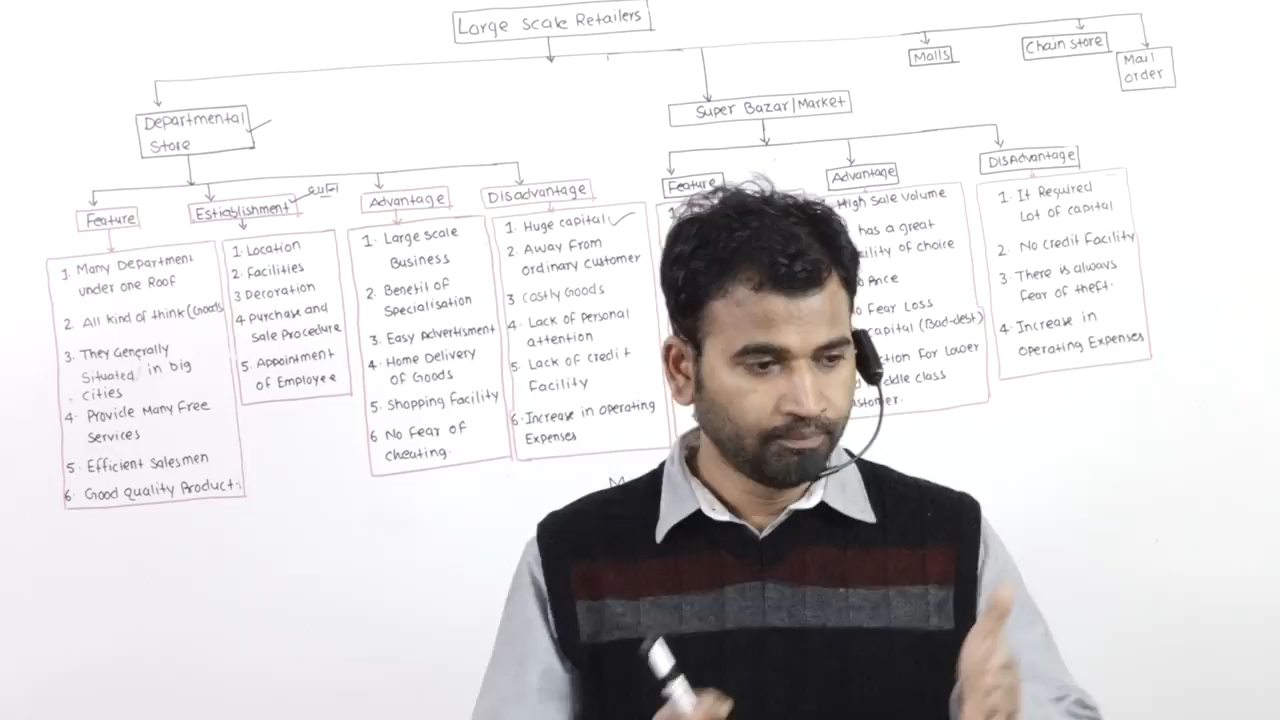 Large Scale Retailers
Malls
Chain store
Mail
order
Departmental
Store
Super Bazar/Market
Feature
Establishment
Advantage
Disadvantage
Feature
Advantage
DISAdvantage
1. Many Department
under one Roof
2. All kind of think (Goods
3. They Generally
Situated in big
cities
4. Provide Many Free
Services
5. Efficient Salesmen
6. Good quality Product.
1. Location
2. Facilities
3 Decoration
4 Purchase and
Sale Procedure
5. Appointment
of Employee
1. Large scale
Business
2. Benefit of
Specialisation
3. Easy Advertisment
4. Home Delivery
of Goods
5. Shopping Facility
6 No Fear of
cheating.
1. Huge capital
2. Away From
ordinary customer
3 Costly Goods
4. Lack of Personal
attention
5. Lack of credit
Facility
6. Increase in operating
Expenses
High Sale volume
has a great
of choice
Fear Loss
capital (Bad-dest)
for Lower
class
1. It Required
Lot of capital
2. No credit Facility
3. There is always
Fear of theft.
4. Increase in
operating Expenses